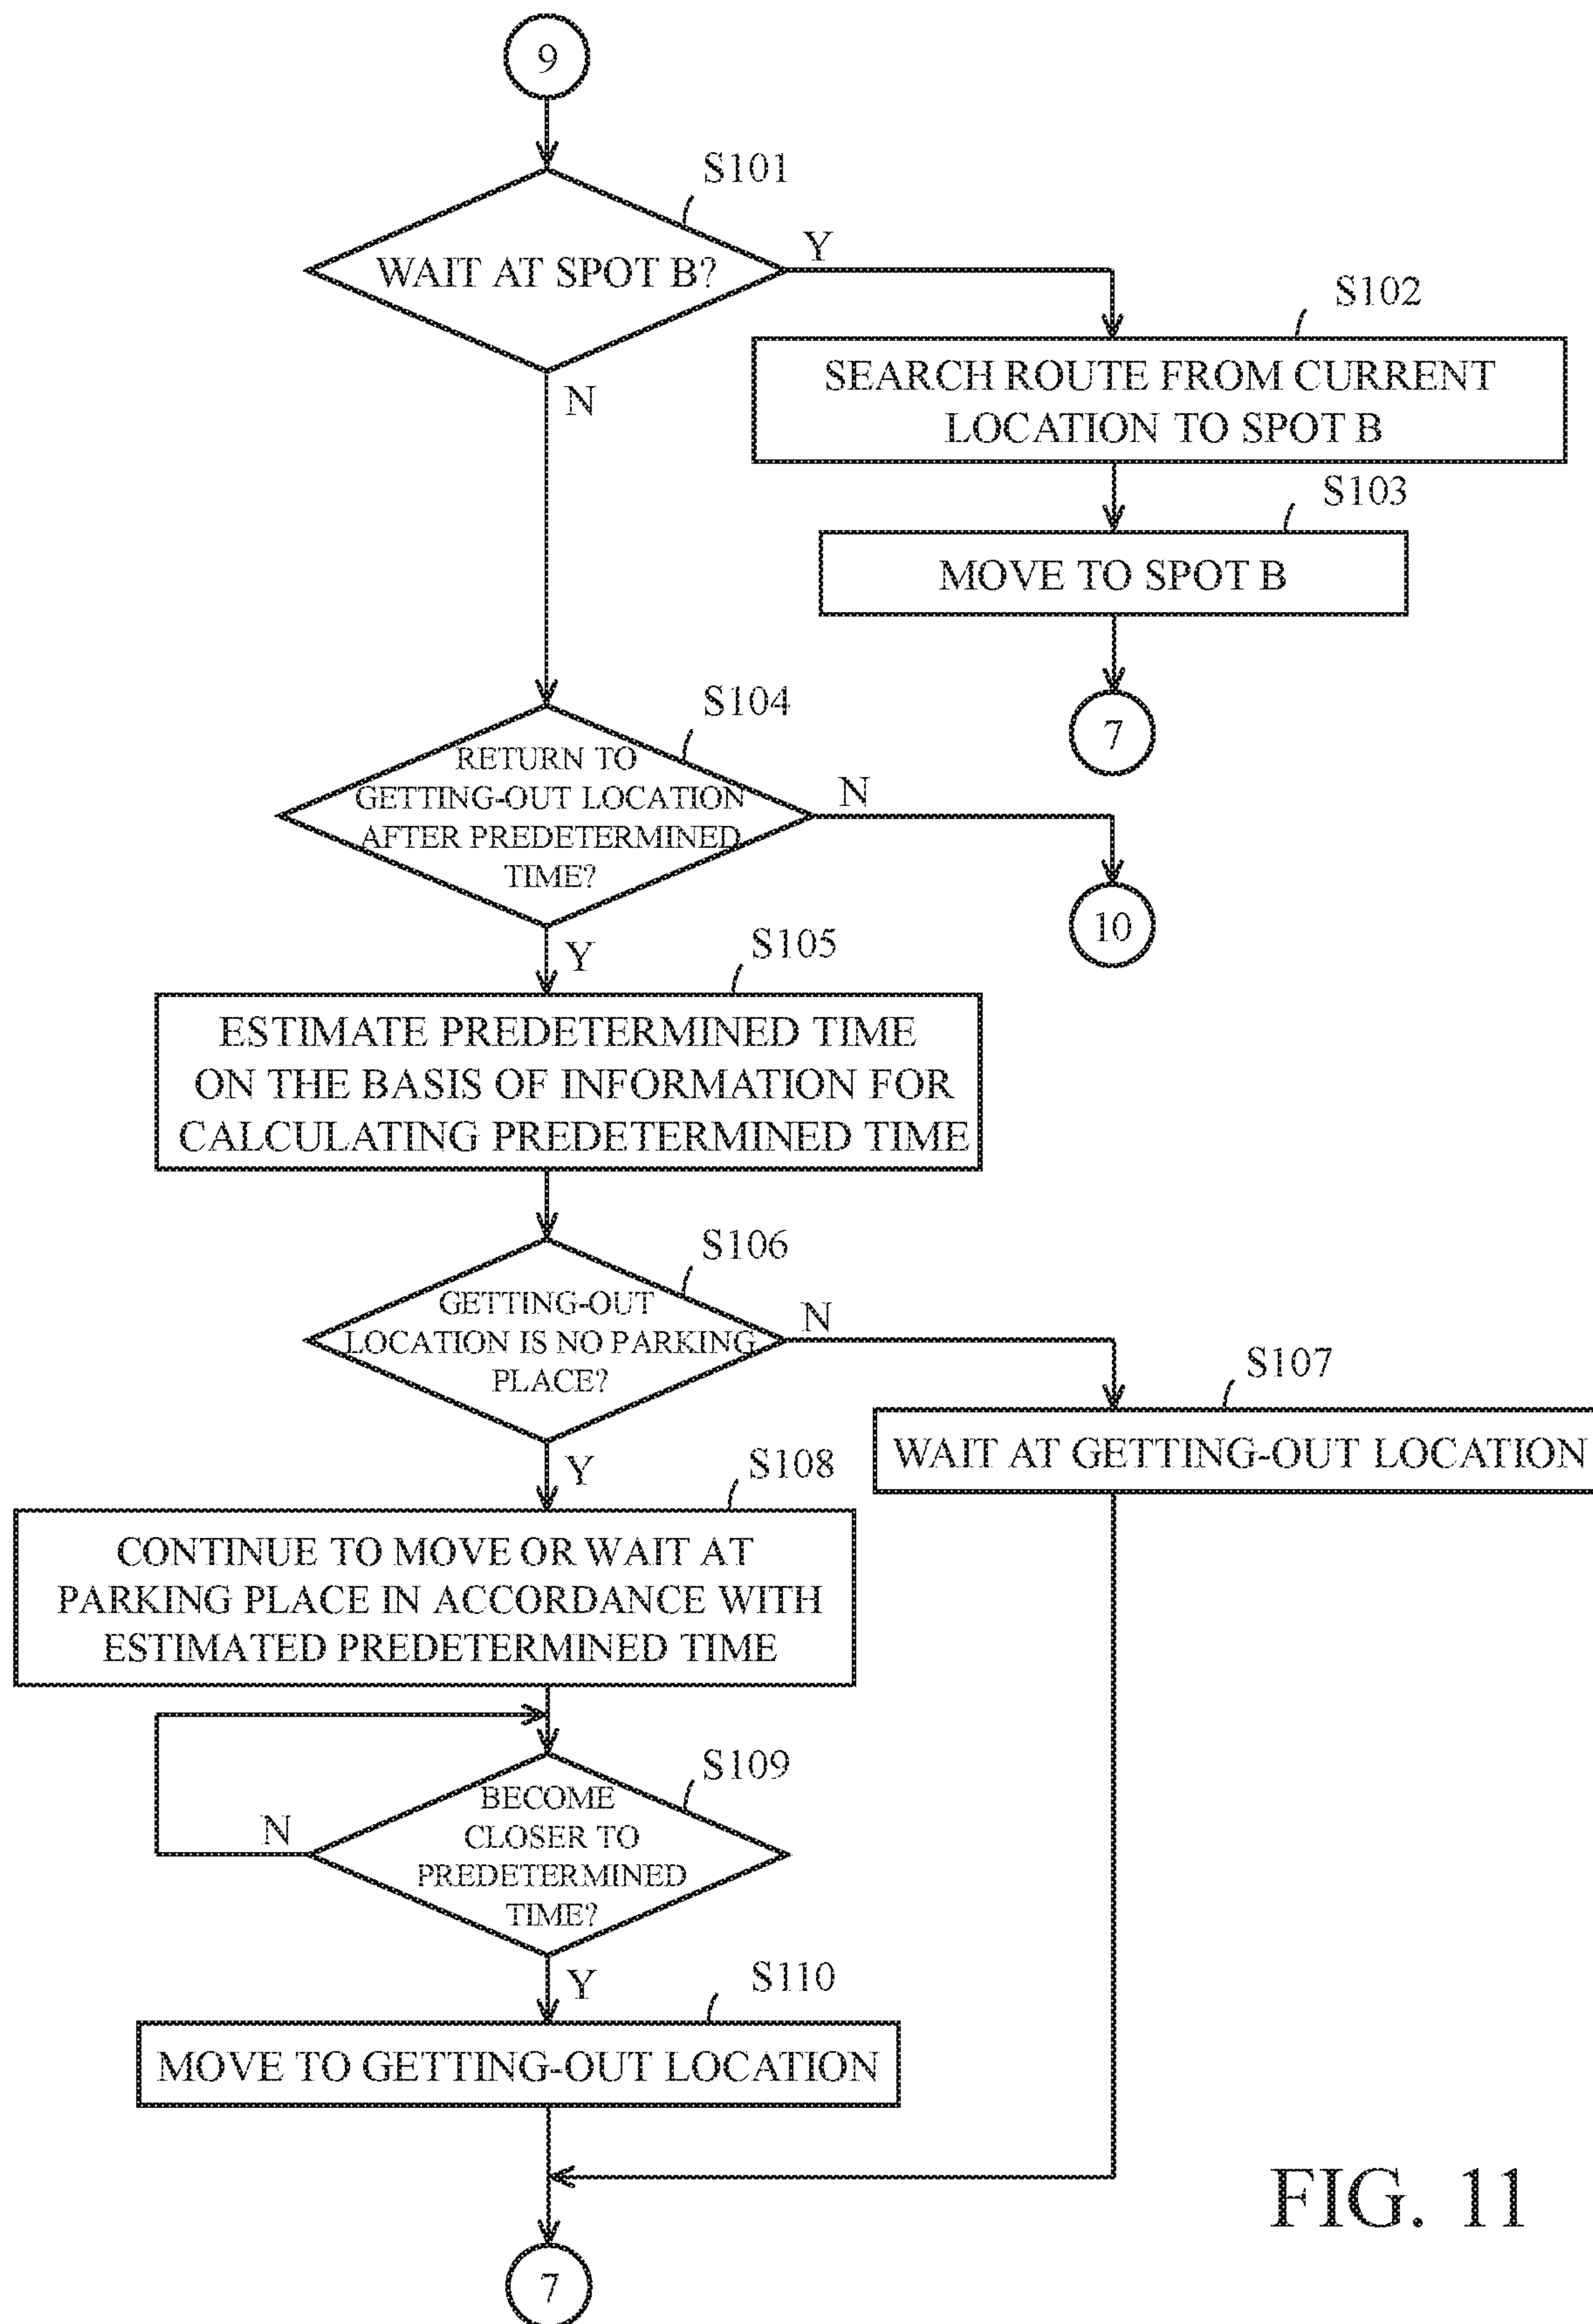 9
S101
WAIT AT SPOT B?
Y
N
S102
SEARCH ROUTE FROM CURRENT
LOCATION TO SPOT B
S103
MOVE TO SPOT B
7
S104
RETURN TO
GETTING-OUT LOCATION
AFTER PREDETERMINED
TIME?
N
10
Y
S105
ESTIMATE PREDETERMINED TIME
ON THE BASIS OF INFORMATION FOR
CALCULATING PREDETERMINED TIME
S106
GETTING-OUT
LOCATION IS NO PARKING
PLACE?
N
S107
WAIT AT GETTING-OUT LOCATION
Y
S108
CONTINUE TO MOVE OR WAIT AT
PARKING PLACE IN ACCORDANCE WITH
ESTIMATED PREDETERMINED TIME
S109
BECOME
CLOSER TO
PREDETERMINED
TIME?
N
Y
S110
MOVE TO GETTING-OUT LOCATION
7
FIG. 11